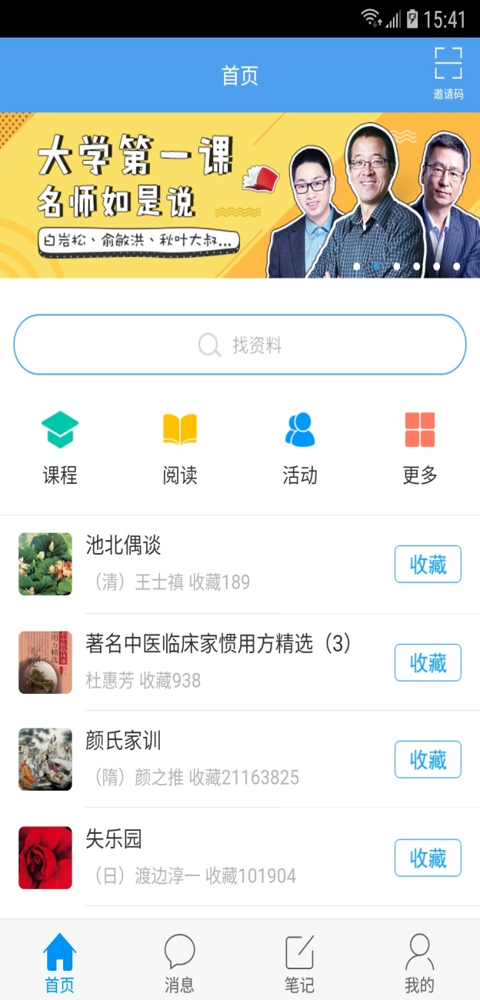 15:41
首页
邀请码
大学第一课
名师如是说
白岩松、俞敏洪、秋叶大叔...
找资料
课程
阅读
活动
更多
池北偶谈
（清）王士禛 收藏189
收藏
著名中医临床家惯用方精选（3）
杜惠芳 收藏938
收藏
颜氏家训
（隋）颜之推 收藏21163825
收藏
失乐园
（日）渡边淳一 收藏101904
收藏
首页
消息
笔记
我的